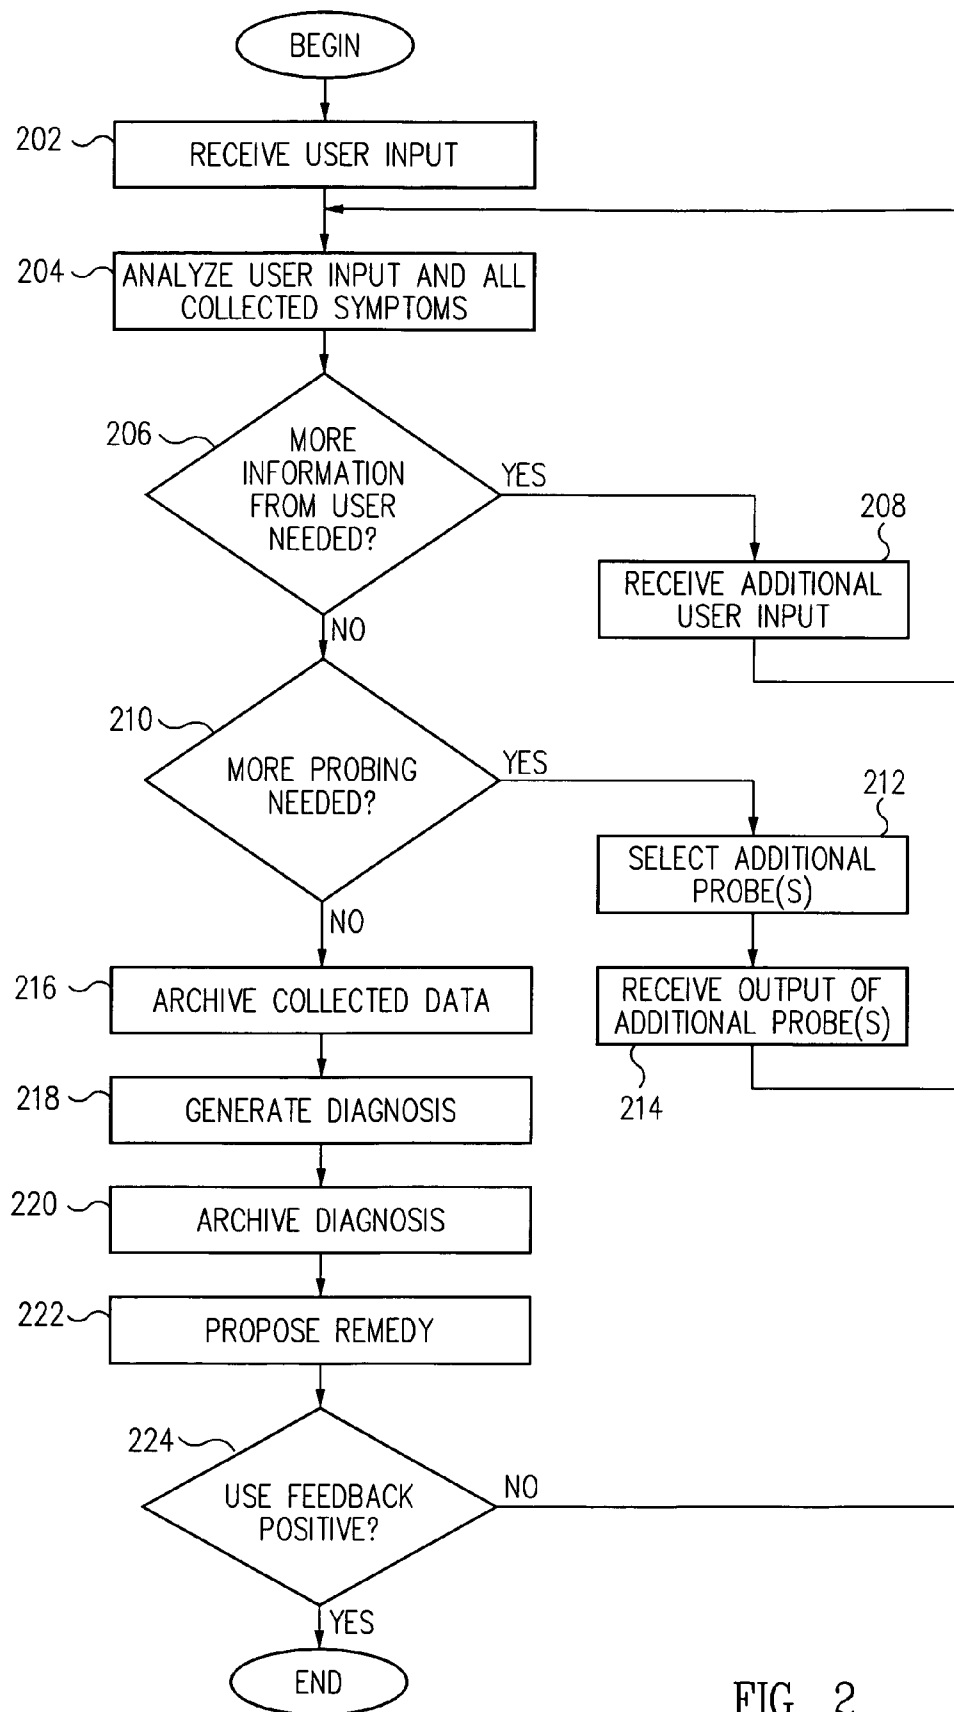 BEGIN
202
RECEIVE USER INPUT
204
ANALYZE USER INPUT AND ALL
COLLECTED SYMPTOMS
206
MORE
INFORMATION
FROM USER
NEEDED?
YES
208
RECEIVE ADDITIONAL
USER INPUT
NO
210
MORE PROBING
NEEDED?
YES
212
SELECT ADDITIONAL
PROBE(S)
NO
216
ARCHIVE COLLECTED DATA
RECEIVE OUTPUT OF
ADDITIONAL PROBE(S)
214
218
GENERATE DIAGNOSIS
220
ARCHIVE DIAGNOSIS
222
PROPOSE REMEDY
224
USE FEEDBACK
POSITIVE?
NO
YES
END
FIG. 2